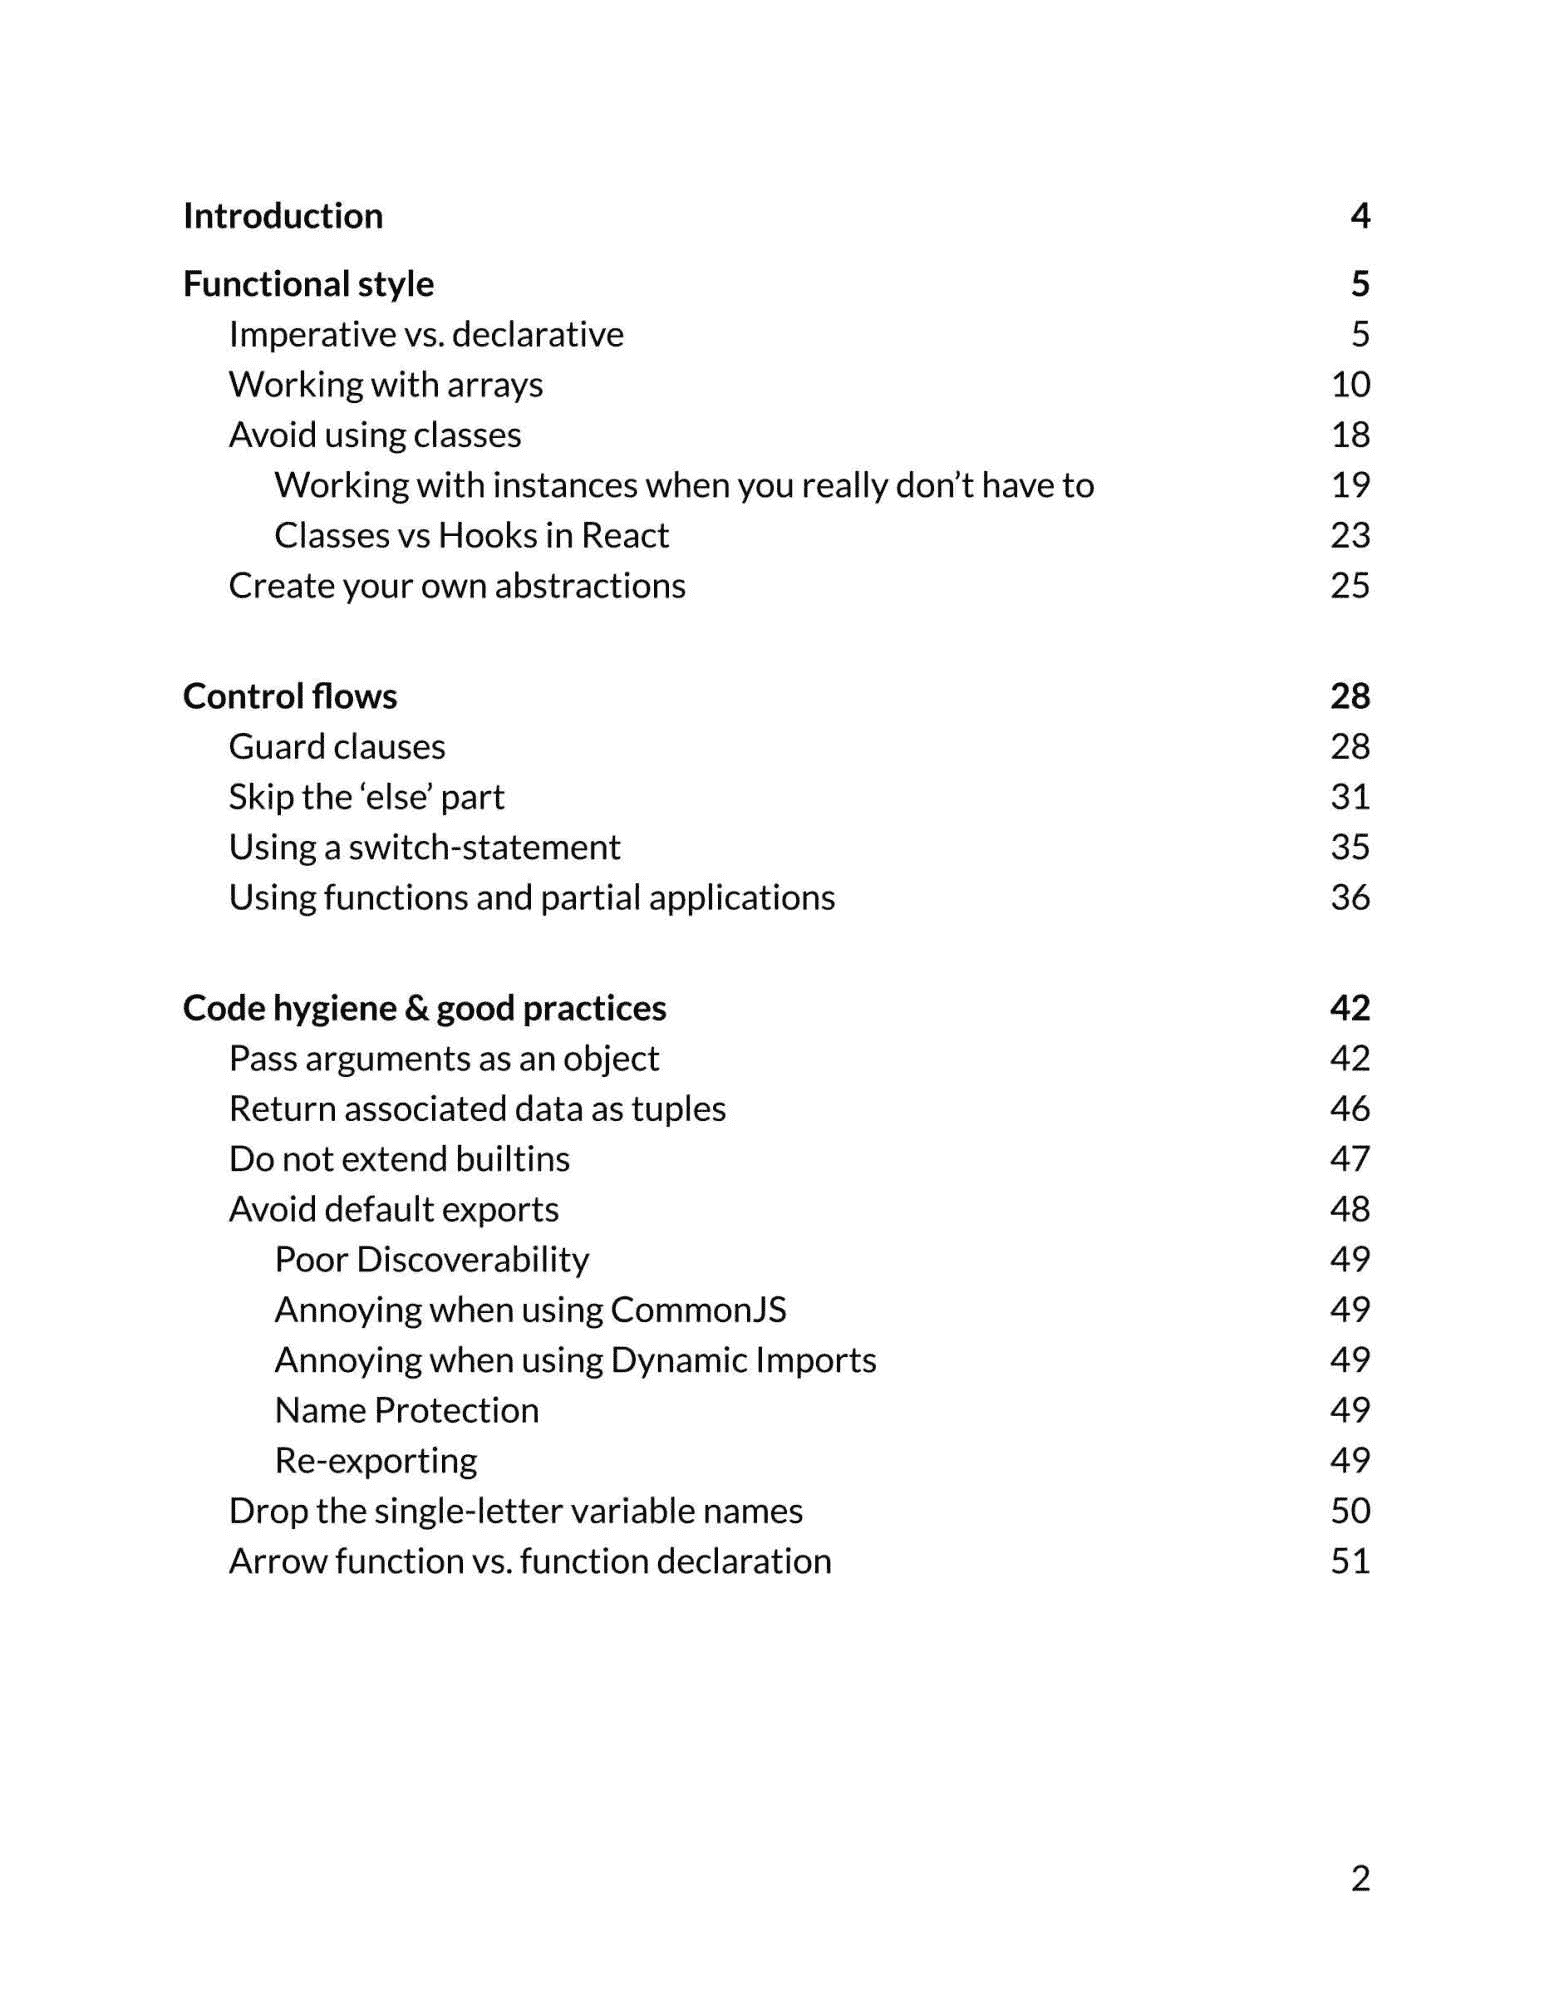 Introduction 4
Functional style 5
Imperative vs. declarative 5
Working with arrays 10
Avoid using classes 18
Working with instances when you really don’t have to 19
Classes vs Hooks in React 23
Create your own abstractions 25
Control flows 28
Guard clauses 28
Skip the ‘else’ part 31
Using a switch-statement 35
Using functions and partial applications 36
Code hygiene & good practices 42
Pass arguments as an object 42
Return associated data as tuples 46
Do not extend builtins 47
Avoid default exports 48
Poor Discoverability 49
Annoying when using CommonJS 49
Annoying when using Dynamic Imports 49
Name Protection 49
Re-exporting 49
Drop the single-letter variable names 50
Arrow function vs. function declaration 51
2